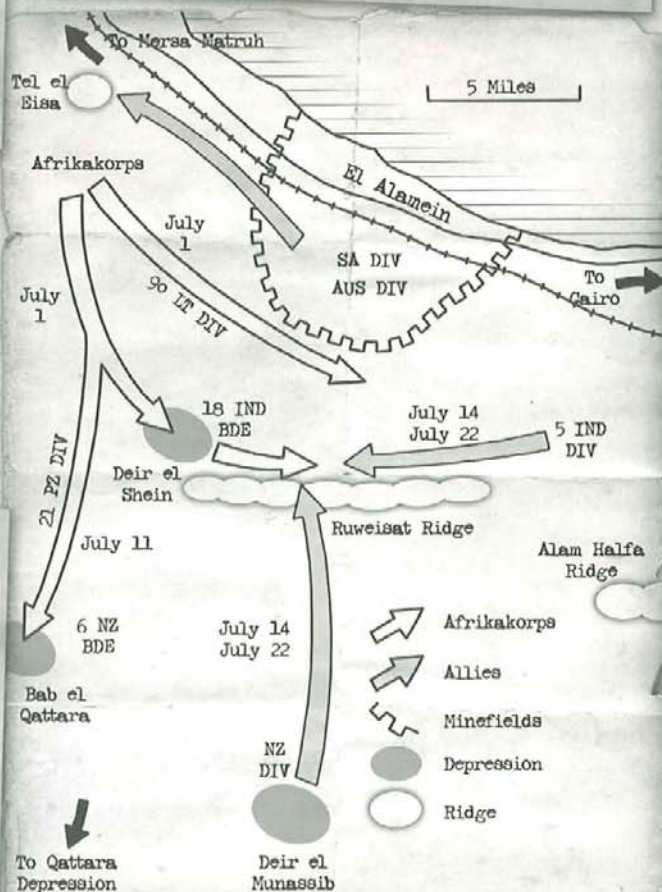 To Mersa Matruh
Tel el
Eisa
5 Miles
Afrikakorps
El Alamein
July
1
July
1
90 LT DIV
SA DIV
AUS DIV
To
Cairo
18 IND
BDE
July 14
July 22
5 IND
DIV
Deir el
Shein
21 PZ DIV
July 11
Ruweisat Ridge
Alam Halfa
Ridge
6 NZ
BDE
July 14
July 22
Afrikakorps
Allies
Minefields
Depression
Ridge
Bab el
Qattara
NZ
DIV
To Qattara
Depression
Deir el
Munassib